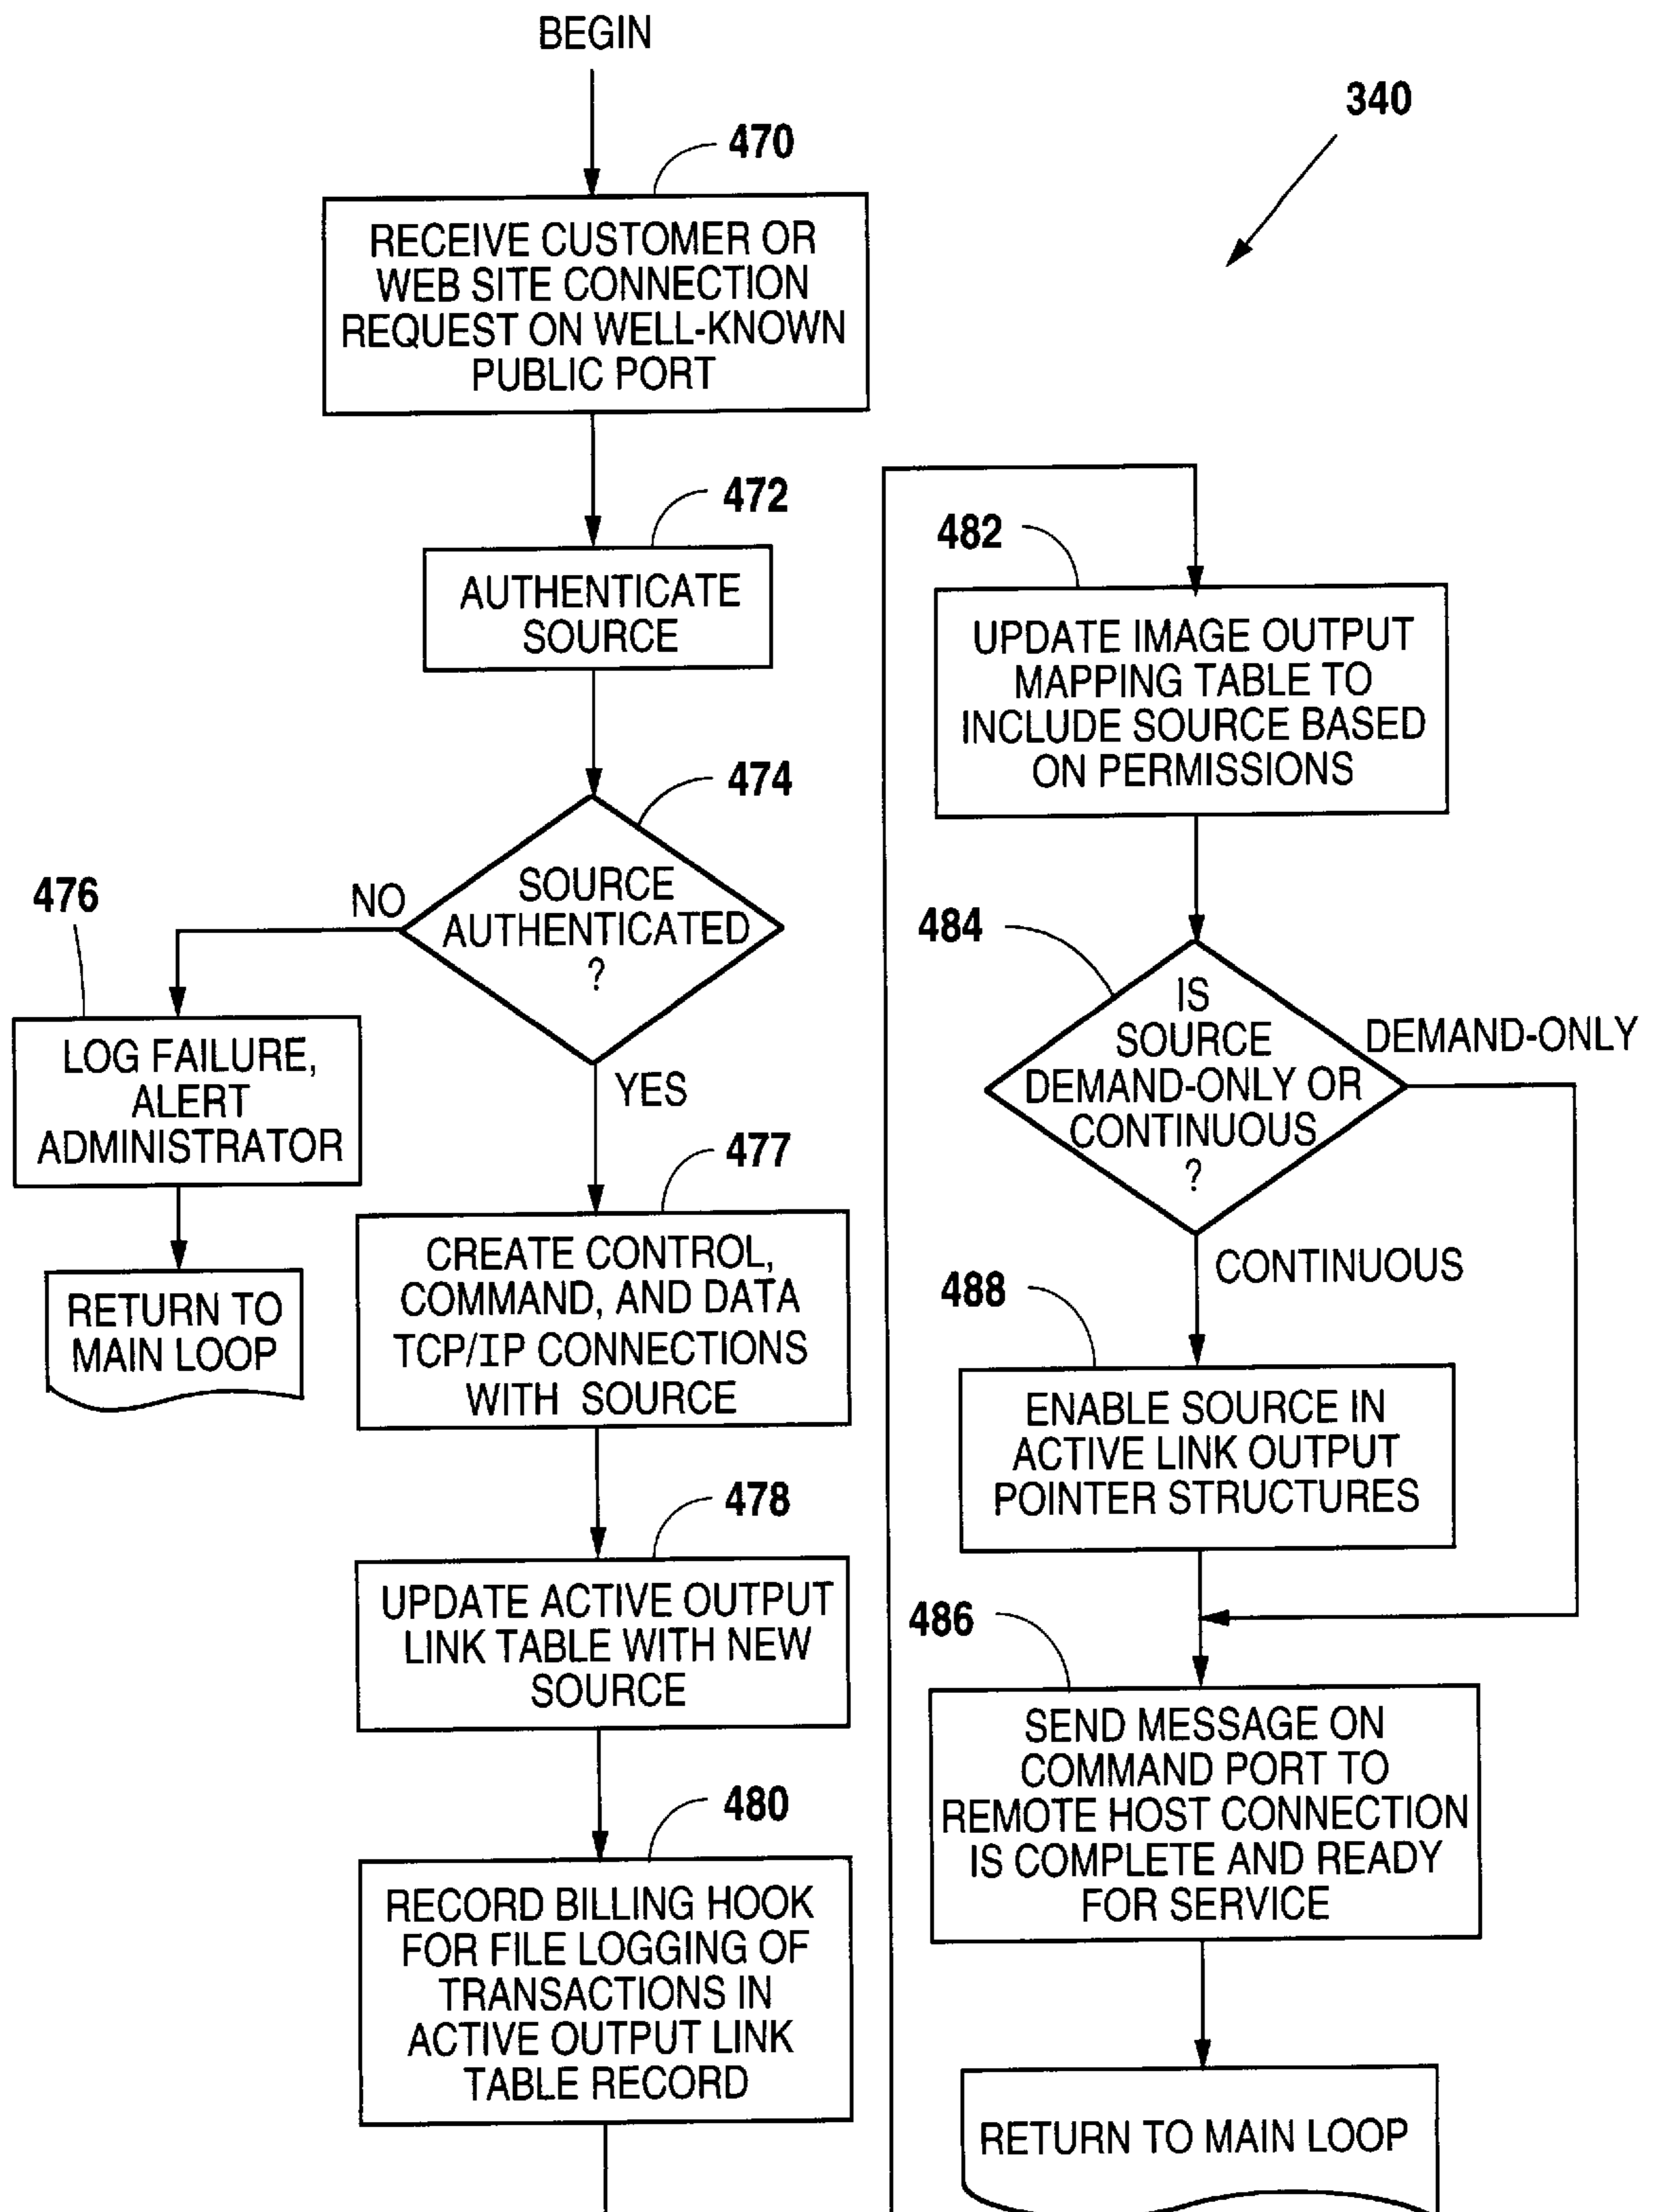 BEGIN
340
470
RECEIVE CUSTOMER OR
WEB SITE CONNECTION
REQUEST ON WELL-KNOWN
PUBLIC PORT
472
AUTHENTICATE
SOURCE
474
SOURCE
AUTHENTICATED
?
NO
476
LOG FAILURE,
ALERT
ADMINISTRATOR
RETURN TO
MAIN LOOP
YES
477
CREATE CONTROL,
COMMAND, AND DATA
TCP/IP CONNECTIONS
WITH SOURCE
478
UPDATE ACTIVE OUTPUT
LINK TABLE WITH NEW
SOURCE
480
RECORD BILLING HOOK
FOR FILE LOGGING OF
TRANSACTIONS IN
ACTIVE OUTPUT LINK
TABLE RECORD
482
UPDATE IMAGE OUTPUT
MAPPING TABLE TO
INCLUDE SOURCE BASED
ON PERMISSIONS
484
IS
SOURCE
DEMAND-ONLY OR
CONTINUOUS
?
DEMAND-ONLY
CONTINUOUS
488
ENABLE SOURCE IN
ACTIVE LINK OUTPUT
POINTER STRUCTURES
486
SEND MESSAGE ON
COMMAND PORT TO
REMOTE HOST CONNECTION
IS COMPLETE AND READY
FOR SERVICE
RETURN TO MAIN LOOP